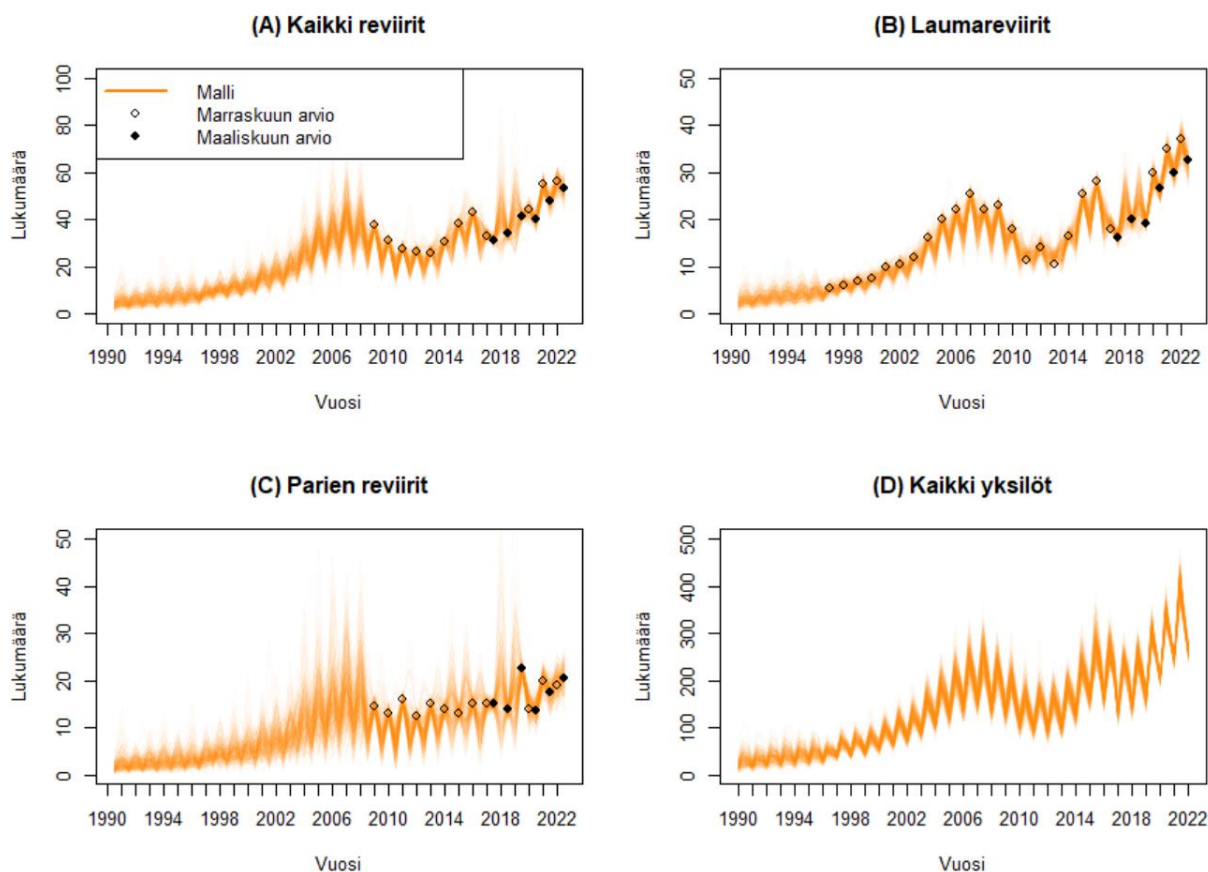 (A) Kaikki reviirit
Lukumäärä
0 20 40 60 80 100
Malli
Marraskuun arvio
Maaliskuun arvio
1990 1994 1998 2002 2006 2010 2014 2018 2022
Vuosi
(B) Laumareviirit
Lukumäärä
0 10 20 30 40 50
1990 1994 1998 2002 2006 2010 2014 2018 2022
Vuosi
(C) Parien reviirit
Lukumäärä
0 10 20 30 40 50
1990 1994 1998 2002 2006 2010 2014 2018 2022
Vuosi
(D) Kaikki yksilöt
Lukumäärä
0 100 200 300 400 500
1990 1994 1998 2002 2006 2010 2014 2018 2022
Vuosi